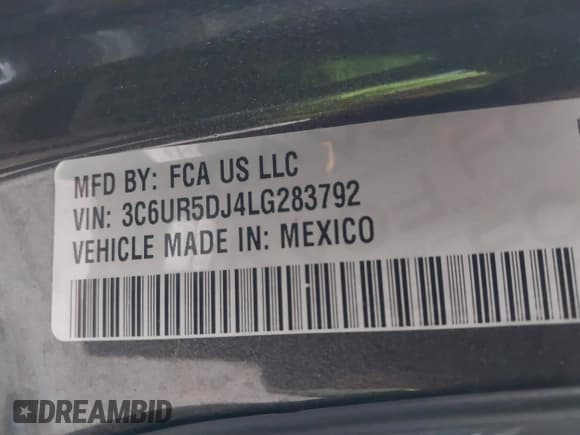 MFD BY: FCA US LLC
VIN: 3C6UR5DJ4LG283792
VEHICLE MADE IN: MEXICO
DREAMBID